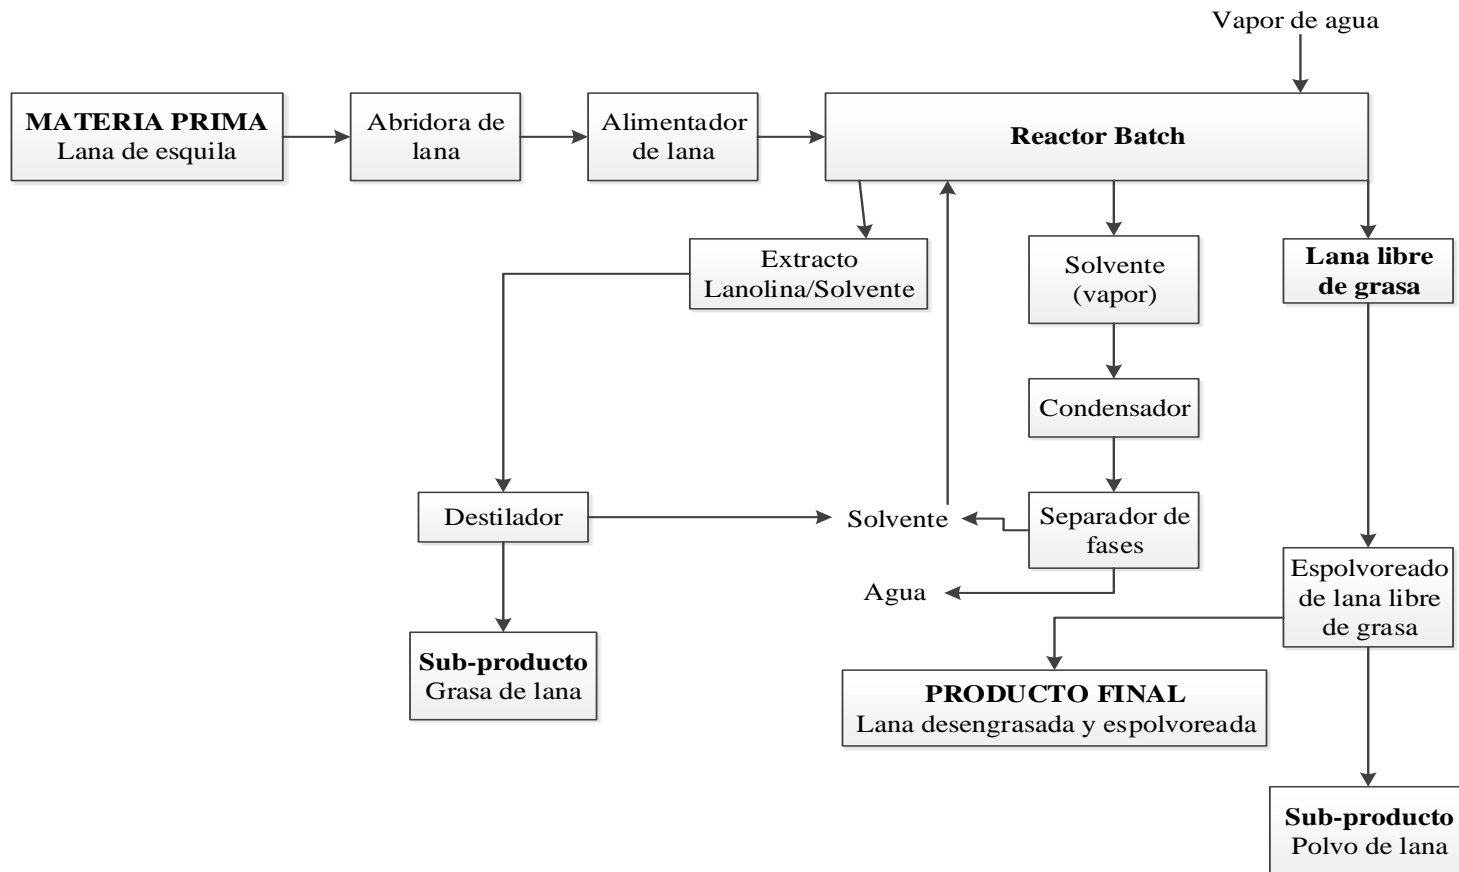 Vapor de agua
MATERIA PRIMA
Lana de esquila
Abridora de
lana
Alimentador
de lana
Reactor Batch
Extracto
Lanolina/Solvente
Solvente
(vapor)
Lana libre
de grasa
Condensador
Destilador
Solvente
Separador de
fases
Agua
Espolvoreado
de lana libre
de grasa
Sub-producto
Grasa de lana
PRODUCTO FINAL
Lana desengrasada y espolvoreada
Sub-producto
Polvo de lana